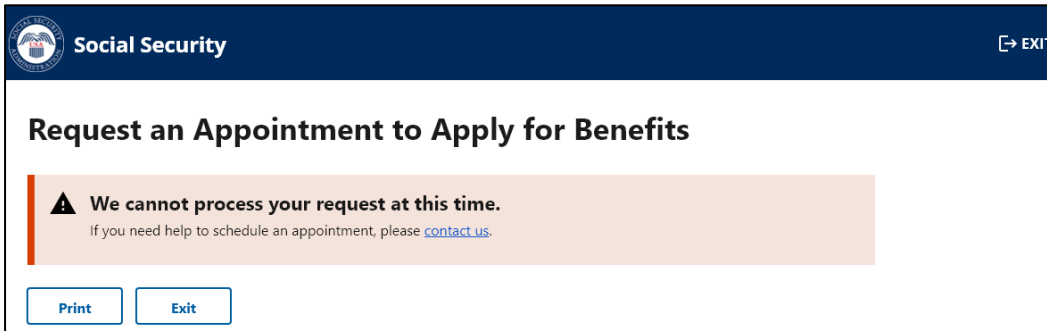 Social Security
EXIT
Request an Appointment to Apply for Benefits
We cannot process your request at this time.
If you need help to schedule an appointment, please contact us.
Print Exit